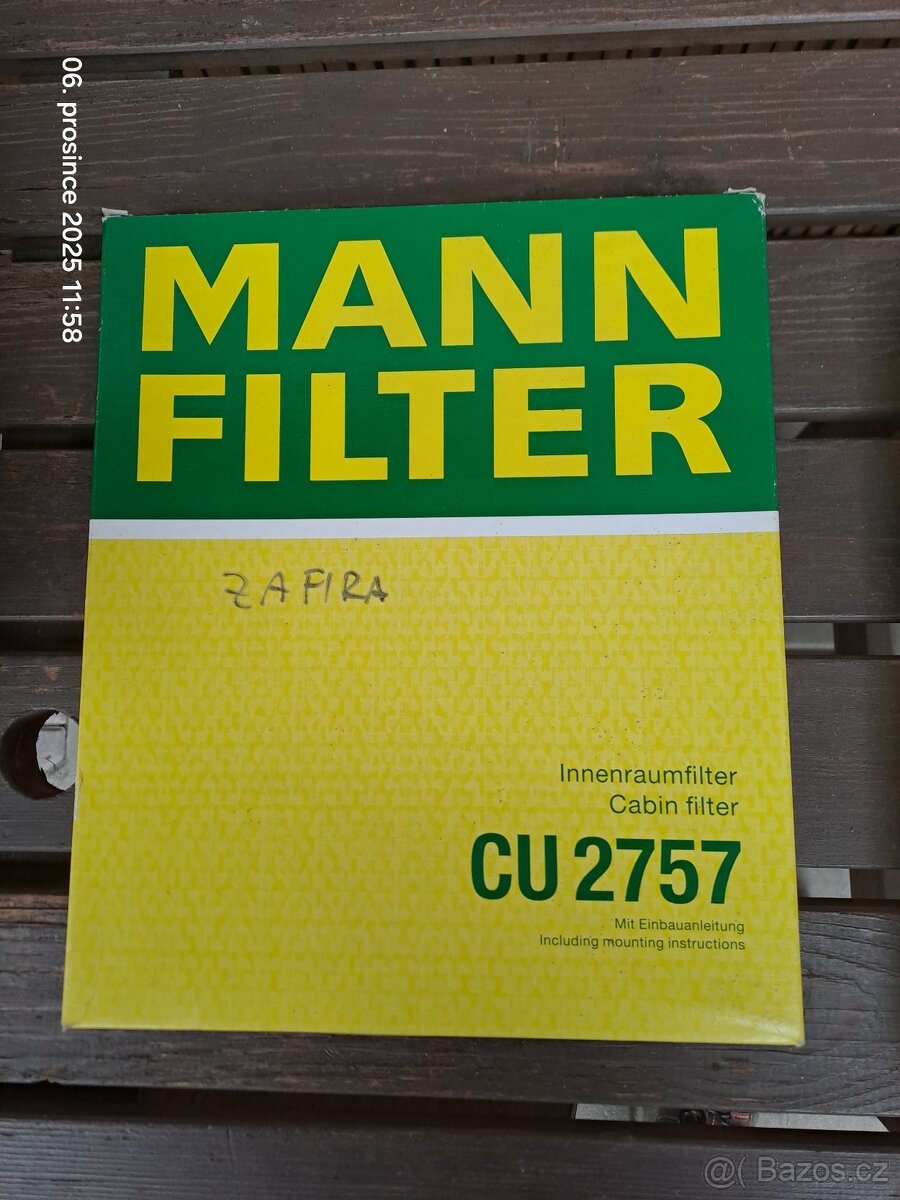 06. prosince 2025 11:58
MANN
FILTER
ZAFIRA
Innenraumfilter
Cabin filter
CU 2757
Mit Einbauanleitung
Including mounting instructions
@( Bazos.cz